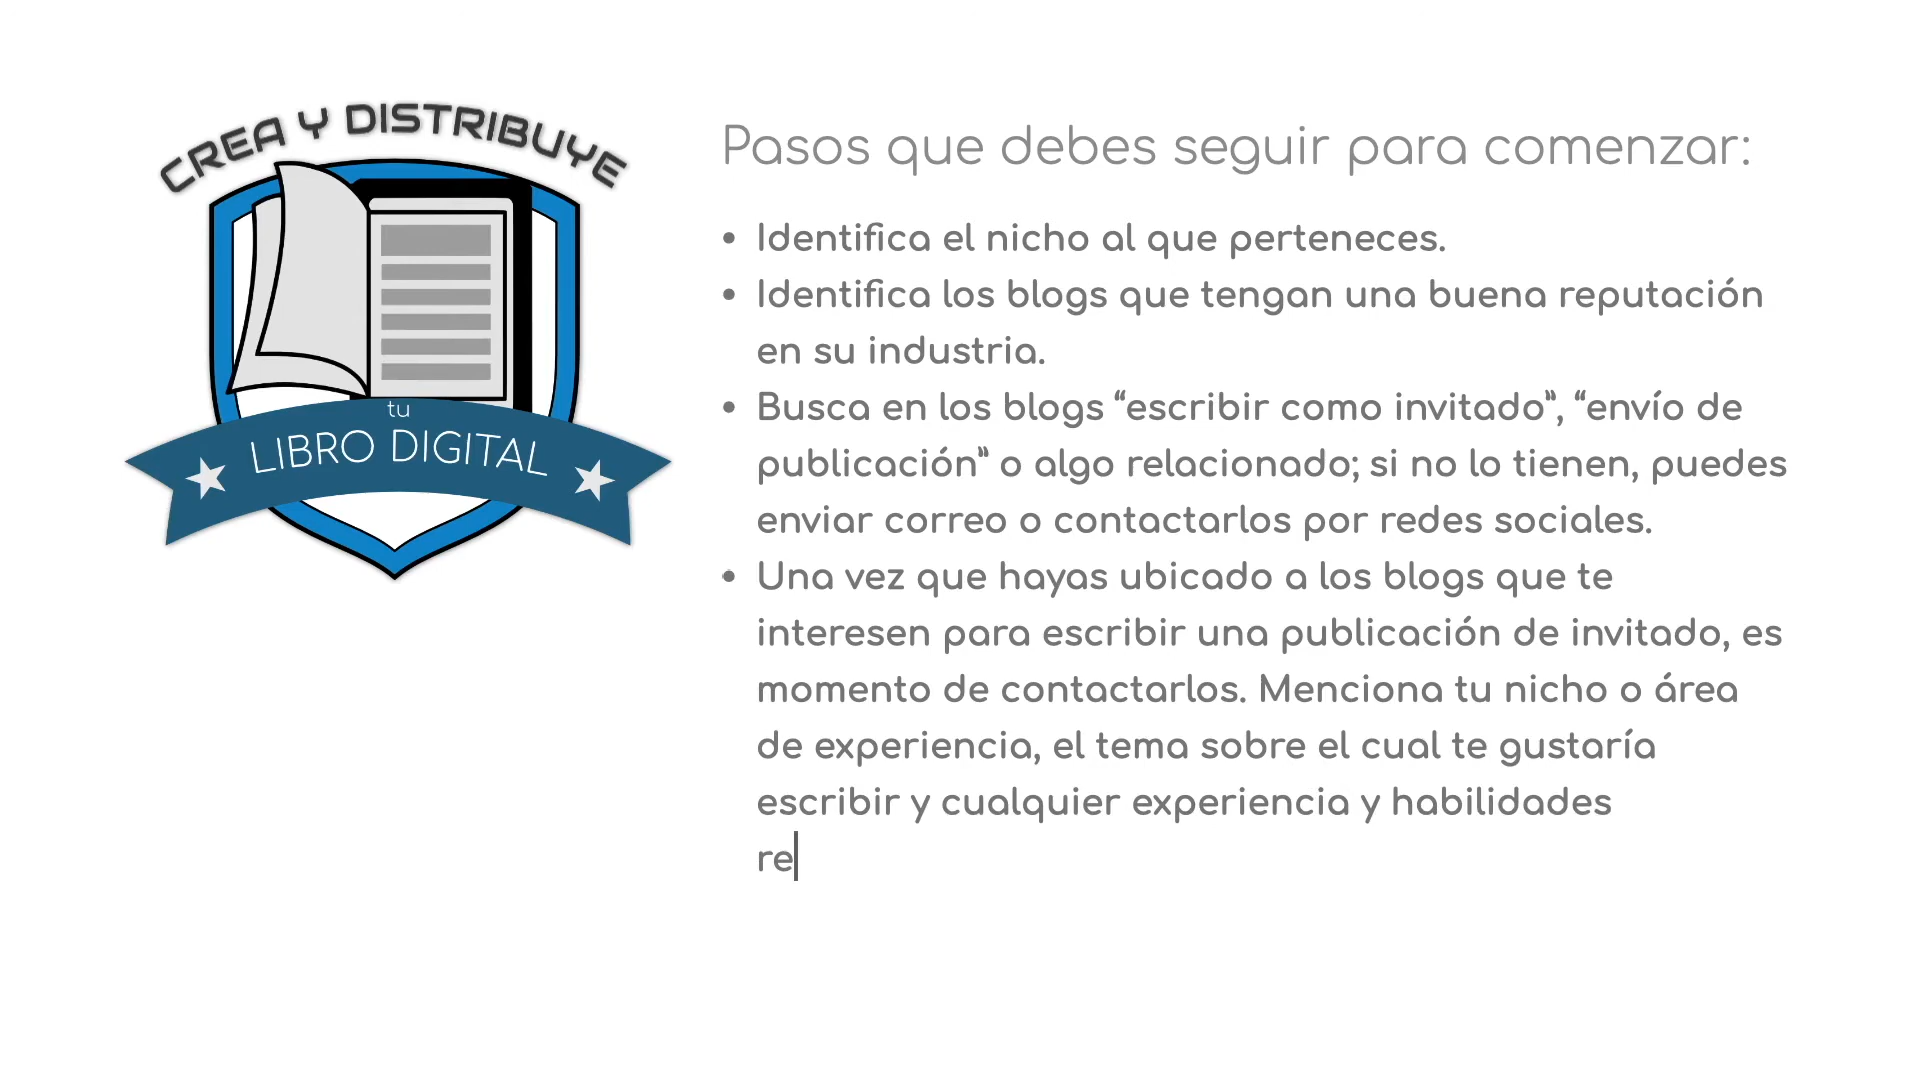 CREA Y DISTRIBUYE
tu
LIBRO DIGITAL
Pasos que debes seguir para comenzar:
• Identifica el nicho al que perteneces.
• Identifica los blogs que tengan una buena reputación
en su industria.
• Busca en los blogs “escribir como invitado”, “envío de
publicación” o algo relacionado; si no lo tienen, puedes
enviar correo o contactarlos por redes sociales.
• Una vez que hayas ubicado a los blogs que te
interesen para escribir una publicación de invitado, es
momento de contactarlos. Menciona tu nicho o área
de experiencia, el tema sobre el cual te gustaría
escribir y cualquier experiencia y habilidades
re